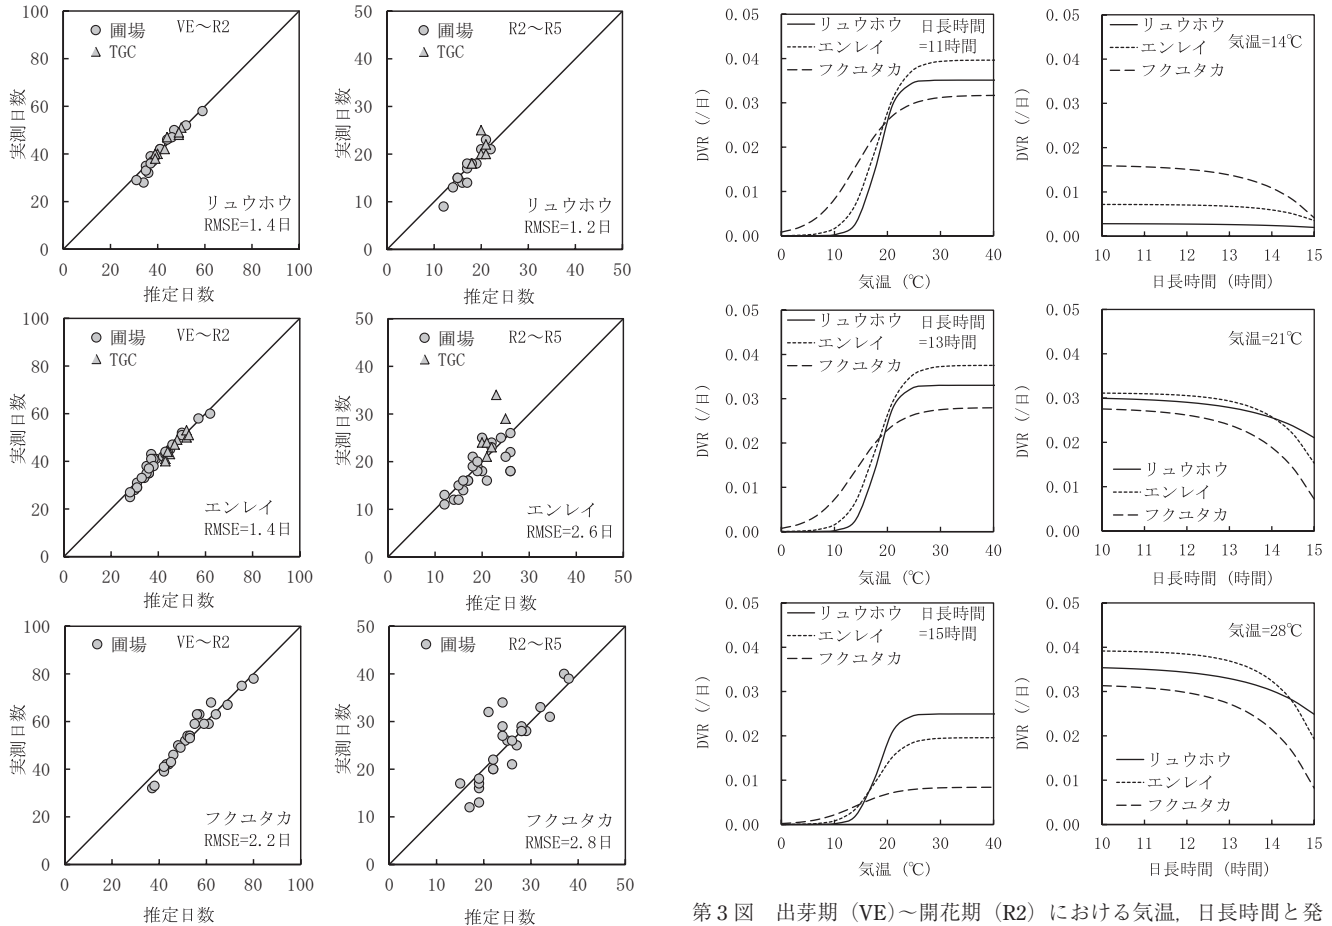 100
80
60
40
20
0
実測日数
圃場 VE～R2
TGC
リュウホウ
RMSE=1.4日
0 20 40 60 80 100
推定日数
50
40
30
20
10
0
実測日数
圃場 R2～R5
TGC
リュウホウ
RMSE=1.2日
0 10 20 30 40 50
推定日数
100
80
60
40
20
0
実測日数
圃場 VE～R2
TGC
エンレイ
RMSE=1.4日
0 20 40 60 80 100
推定日数
50
40
30
20
10
0
実測日数
圃場 R2～R5
TGC
エンレイ
RMSE=2.6日
0 10 20 30 40 50
推定日数
100
80
60
40
20
0
実測日数
圃場 VE～R2
フクユタカ
RMSE=2.2日
0 20 40 60 80 100
推定日数
50
40
30
20
10
0
実測日数
圃場 R2～R5
フクユタカ
RMSE=2.8日
0 10 20 30 40 50
推定日数
0.05
0.04
0.03
0.02
0.01
0.00
DVR (/日)
リュウホウ 日長時間
エンレイ =11時間
フクユタカ
0 10 20 30 40
気温 (℃)
0.05
0.04
0.03
0.02
0.01
0.00
DVR (/日)
リュウホウ
エンレイ 気温=14℃
フクユタカ
10 11 12 13 14 15
日長時間 (時間)
0.05
0.04
0.03
0.02
0.01
0.00
DVR (/日)
リュウホウ 日長時間
エンレイ =13時間
フクユタカ
0 10 20 30 40
気温 (℃)
0.05
0.04
0.03
0.02
0.01
0.00
DVR (/日)
気温=21℃
リュウホウ
エンレイ
フクユタカ
10 11 12 13 14 15
日長時間 (時間)
0.05
0.04
0.03
0.02
0.01
0.00
DVR (/日)
リュウホウ 日長時間
エンレイ =15時間
フクユタカ
0 10 20 30 40
気温 (℃)
0.05
0.04
0.03
0.02
0.01
0.00
DVR (/日)
気温=28℃
リュウホウ
エンレイ
フクユタカ
10 11 12 13 14 15
日長時間 (時間)
第３図　出芽期（VE）～開花期（R2）における気温，日長時間と発